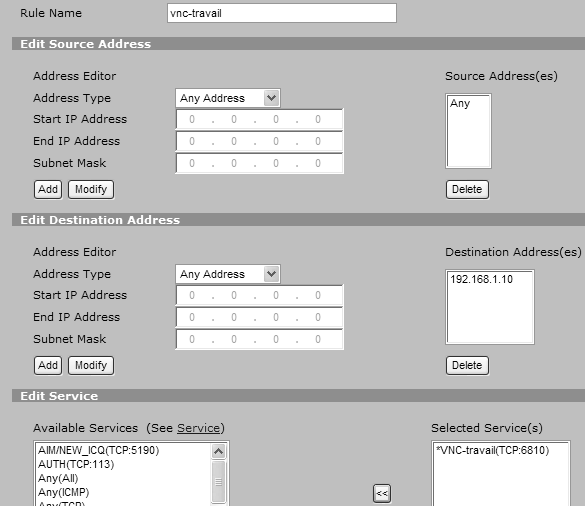 Rule Name vnc-travail
Edit Source Address
Address Editor Source Address(es)
Address Type Any Address Any
Start IP Address 0 . 0 . 0 . 0
End IP Address 0 . 0 . 0 . 0
Subnet Mask 0 . 0 . 0 . 0
Add Modify Delete
Edit Destination Address
Address Editor Destination Address(es)
Address Type Any Address 192.168.1.10
Start IP Address 0 . 0 . 0 . 0
End IP Address 0 . 0 . 0 . 0
Subnet Mask 0 . 0 . 0 . 0
Add Modify Delete
Edit Service
Available Services (See Service) Selected Service(s)
AIM/NEW_ICQ(TCP:5190) *VNC-travail(TCP:6810)
AUTH(TCP:113)
Any(All)
Any(ICMP) <<
Any(TCP)